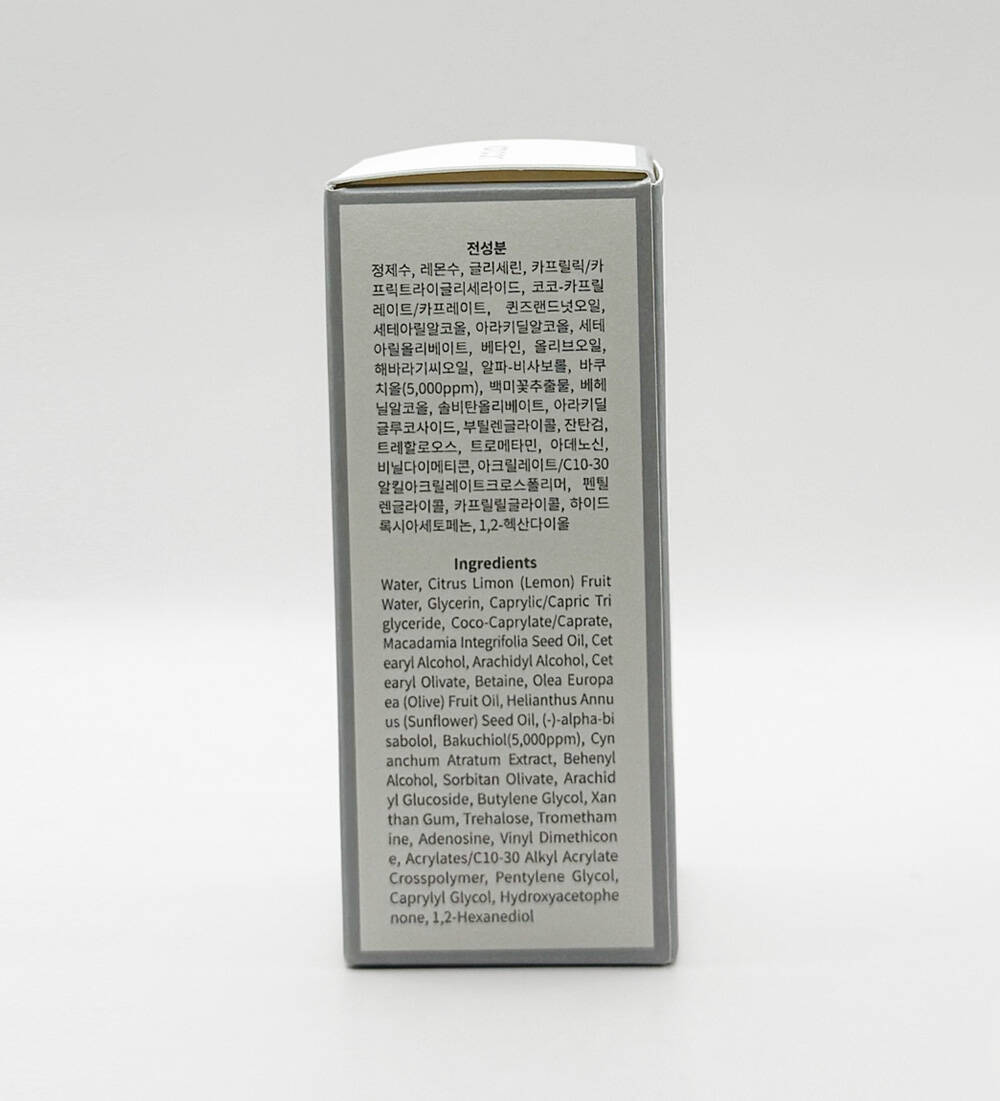 전성분
정제수, 레몬수, 글리세린, 카프릴릭/카
프릭트라이글리세라이드, 코코-카프릴
레이트/카프레이트, 퀸즈랜드넛오일,
세테아릴알코올, 아라키딜알코올, 세테
아릴올리베이트, 베타인, 올리브오일,
해바라기씨오일, 알파-비사보롤, 바쿠
치올(5,000ppm), 백미꽃추출물, 베헤
닐알코올, 솔비탄올리베이트, 아라키딜
글루코사이드, 부틸렌글라이콜, 잔탄검,
트레할로오스, 트로메타민, 아데노신,
비닐다이메티콘, 아크릴레이트/C10-30
알킬아크릴레이트크로스폴리머, 펜틸
렌글라이콜, 카프릴릴글라이콜, 하이드
록시아세토페논, 1,2-헥산다이올
Ingredients
Water, Citrus Limon (Lemon) Fruit
Water, Glycerin, Caprylic/Capric Tri
glyceride, Coco-Caprylate/Caprate,
Macadamia Integrifolia Seed Oil, Cet
earyl Alcohol, Arachidyl Alcohol, Cet
earyl Olivate, Betaine, Olea Europa
ea (Olive) Fruit Oil, Helianthus Annu
us (Sunflower) Seed Oil, (-)-alpha-bi
sabolol, Bakuchiol(5,000ppm), Cyn
anchum Atratum Extract, Behenyl
Alcohol, Sorbitan Olivate, Arachid
yl Glucoside, Butylene Glycol, Xan
than Gum, Trehalose, Trometham
ine, Adenosine, Vinyl Dimethicon
e, Acrylates/C10-30 Alkyl Acrylate
Crosspolymer, Pentylene Glycol,
Caprylyl Glycol, Hydroxyacetophe
none, 1,2-Hexanediol